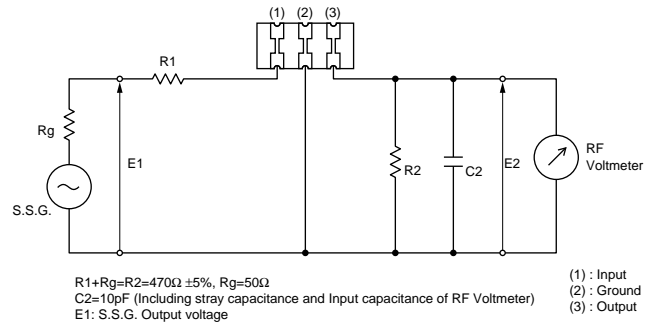 (1) (2) (3)
R1
Rg
E1
R2
C2
E2
RF
Voltmeter
S.S.G.
R1+Rg=R2=470Ω ±5%, Rg=50Ω
C2=10pF (Including stray capacitance and Input capacitance of RF Voltmeter)
E1: S.S.G. Output voltage
(1) : Input
(2) : Ground
(3) : Output